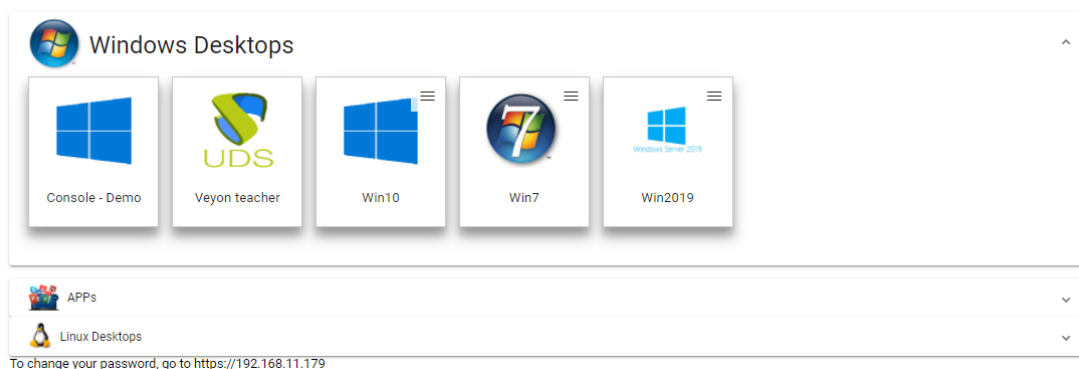 Windows Desktops
UDS
7
Windows Server 2019
Console - Demo
Veyon teacher
Win10
Win7
Win2019
APPs
Linux Desktops
To change your password, go to https://192.168.11.179